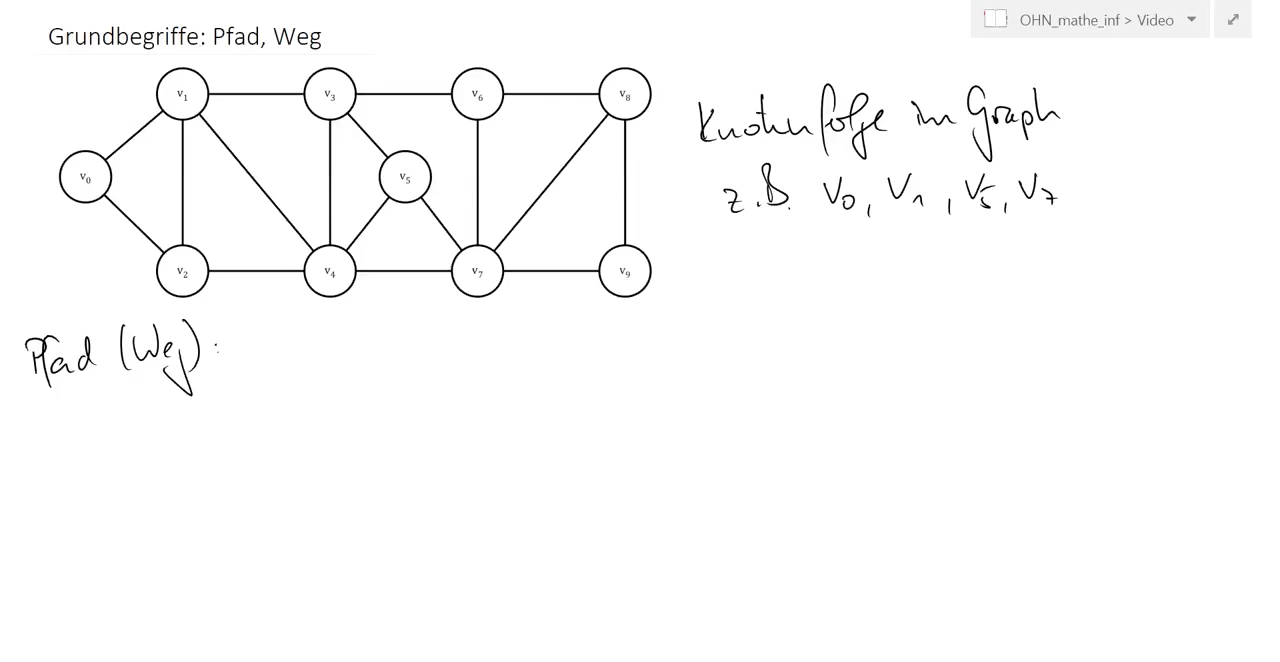 Grundbegriffe: Pfad, Weg
OHN_mathe_inf > Video
v1 v3 v6 v8
v0 v5
v2 v4 v7 v9
Knotenfolge im Graph
z.B. v0, v1, v5, v7
Pfad (Weg):